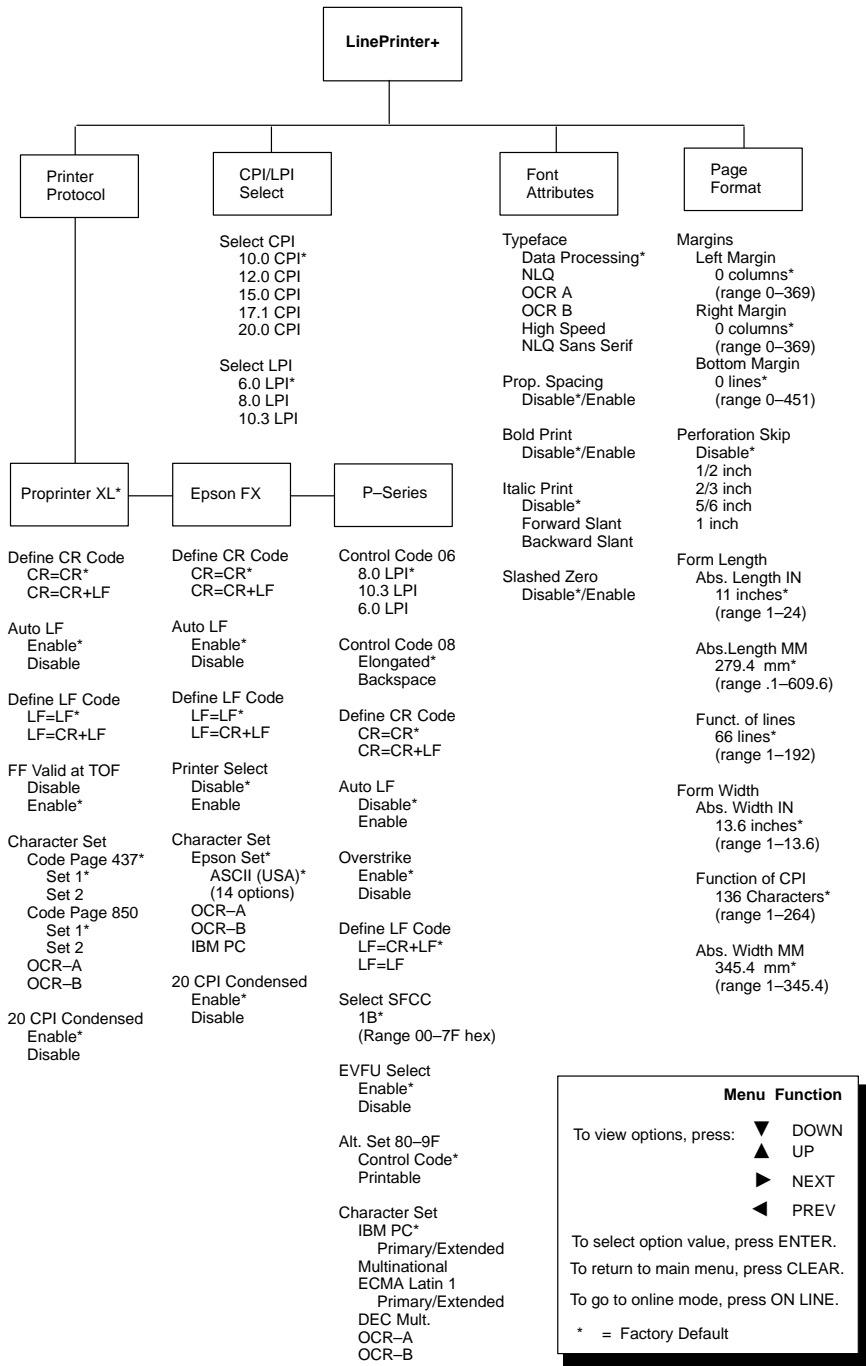 LinePrinter+
Printer
Protocol
CPI/LPI
Select
Font
Attributes
Page
Format
Select CPI
10.0 CPI*
12.0 CPI
15.0 CPI
17.1 CPI
20.0 CPI
Select LPI
6.0 LPI*
8.0 LPI
10.3 LPI
Typeface
Data Processing*
NLQ
OCR A
OCR B
High Speed
NLQ Sans Serif
Prop. Spacing
Disable*/Enable
Bold Print
Disable*/Enable
Italic Print
Disable*
Forward Slant
Backward Slant
Slashed Zero
Disable*/Enable
Margins
Left Margin
0 columns*
(range 0–369)
Right Margin
0 columns*
(range 0–369)
Bottom Margin
0 lines*
(range 0–451)
Perforation Skip
Disable*
1/2 inch
2/3 inch
5/6 inch
1 inch
Form Length
Abs. Length IN
11 inches*
(range 1–24)
Abs.Length MM
279.4 mm*
(range .1–609.6)
Funct. of lines
66 lines*
(range 1–192)
Form Width
Abs. Width IN
13.6 inches*
(range 1–13.6)
Function of CPI
136 Characters*
(range 1–264)
Abs. Width MM
345.4 mm*
(range 1–345.4)
Proprinter XL*
Epson FX
P–Series
Define CR Code
CR=CR*
CR=CR+LF
Auto LF
Enable*
Disable
Define LF Code
LF=LF*
LF=CR+LF
FF Valid at TOF
Disable
Enable*
Character Set
Code Page 437*
Set 1*
Set 2
Code Page 850
Set 1*
Set 2
OCR–A
OCR–B
20 CPI Condensed
Enable*
Disable
Define CR Code
CR=CR*
CR=CR+LF
Auto LF
Enable*
Disable
Define LF Code
LF=LF*
LF=CR+LF
Printer Select
Disable*
Enable
Character Set
Epson Set*
ASCII (USA)*
(14 options)
OCR–A
OCR–B
IBM PC
20 CPI Condensed
Enable*
Disable
Control Code 06
8.0 LPI*
10.3 LPI
6.0 LPI
Control Code 08
Elongated*
Backspace
Define CR Code
CR=CR*
CR=CR+LF
Auto LF
Disable*
Enable
Overstrike
Enable*
Disable
Define LF Code
LF=CR+LF*
LF=LF
Select SFCC
1B*
(Range 00–7F hex)
EVFU Select
Enable*
Disable
Alt. Set 80–9F
Control Code*
Printable
Character Set
IBM PC*
Primary/Extended
Multinational
ECMA Latin 1
Primary/Extended
DEC Mult.
OCR–A
OCR–B
Menu Function
To view options, press: ▼ DOWN
▲ UP
► NEXT
◄ PREV
To select option value, press ENTER.
To return to main menu, press CLEAR.
To go to online mode, press ON LINE.
* = Factory Default